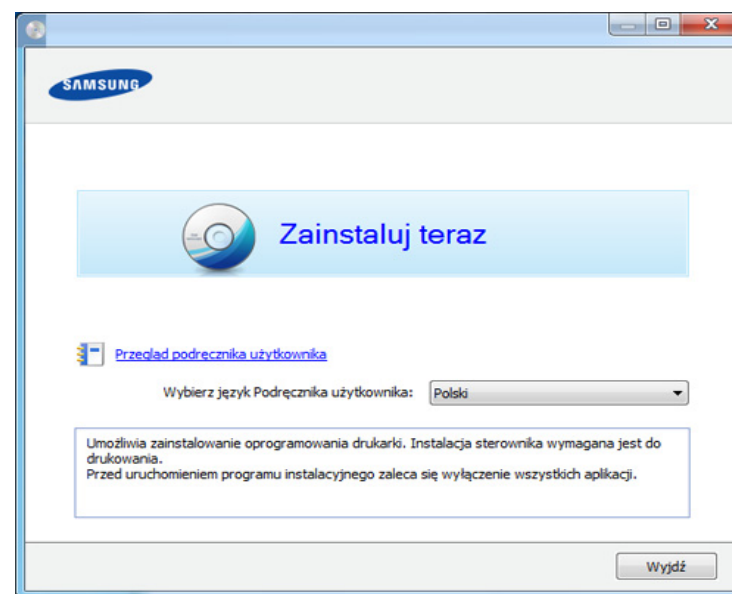 SAMSUNG
Zainstaluj teraz
Przegląd podręcznika użytkownika
Wybierz język Podręcznika użytkownika: Polski
Umożliwia zainstalowanie oprogramowania drukarki. Instalacja sterownika wymagana jest do
drukowania.
Przed uruchomieniem programu instalacyjnego zaleca się wyłączenie wszystkich aplikacji.
Wyjdź